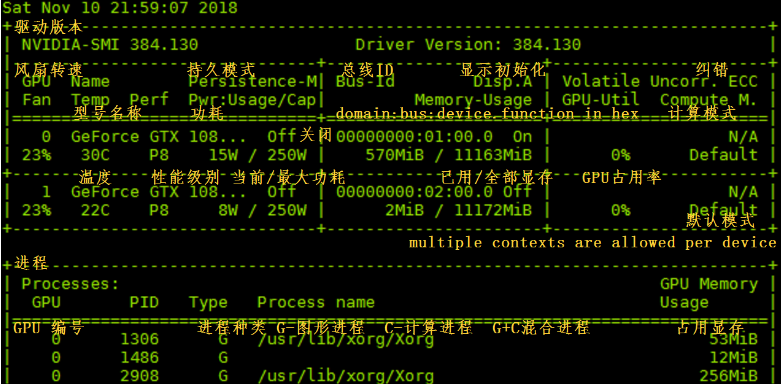 Sat Nov 10 21:59:07 2018
驱动版本
NVIDIA-SMI 384.130 Driver Version: 384.130
风扇转速 持久模式 总线ID 显示初始化 纠错
GPU Name Persistence-M| Bus-Id Disp.A | Volatile Uncorr. ECC
Fan Temp Perf Pwr:Usage/Cap| Memory-Usage | GPU-Util Compute M.
型号名称 功耗 domain:bus:device.function in hex 计算模式
0 GeForce GTX 108... Off | 00000000:01:00.0 On | N/A
关闭
23% 30C P8 15W / 250W | 570MiB / 11163MiB | 0% Default
温度 性能级别 当前/最大功耗 已用/全部显存 GPU占用率
1 GeForce GTX 108... Off | 00000000:02:00.0 Off | N/A
23% 22C P8 8W / 250W | 2MiB / 11172MiB | 0% Default
默认模式
multiple contexts are allowed per device
进程
Processes: GPU Memory
GPU PID Type Process name Usage
GPU 编号 进程种类 G-图形进程 C-计算进程 G+C混合进程 占用显存
0 1306 G /usr/lib/xorg/Xorg 53MiB
0 1486 G 12MiB
0 2908 G /usr/lib/xorg/Xorg 256MiB